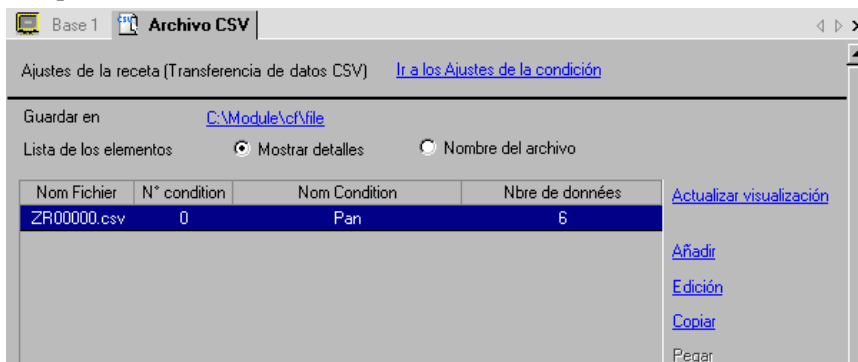 Base 1 Archivo CSV
Ajustes de la receta (Transferencia de datos CSV) Ir a los Ajustes de la condición
Guardar en C:\Module\cf\file
Lista de los elementos Mostrar detalles Nombre del archivo
Nom Fichier N° condition Nom Condition Nbre de données
ZR00000.csv 0 Pan 6
Actualizar visualización
Añadir
Edición
Copiar
Pegar